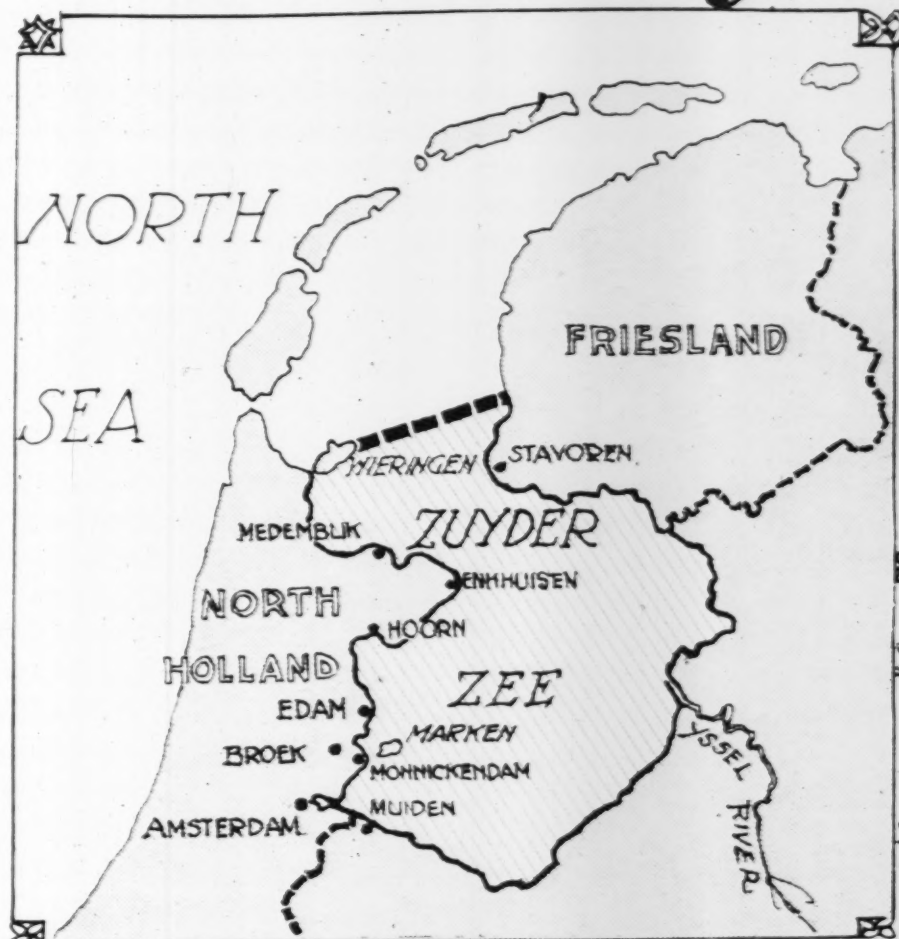 NORTH
SEA
FRIESLAND
WIERINGEN
STAVOREN
ZUYDER
MEDEMBLIK
ENKHUISEN
NORTH
HOORN
HOLLAND
ZEE
EDAM
MARKEN
BROEK
MONNICKENDAM
MUIDEN
AMSTERDAM
YSSEL
RIVER